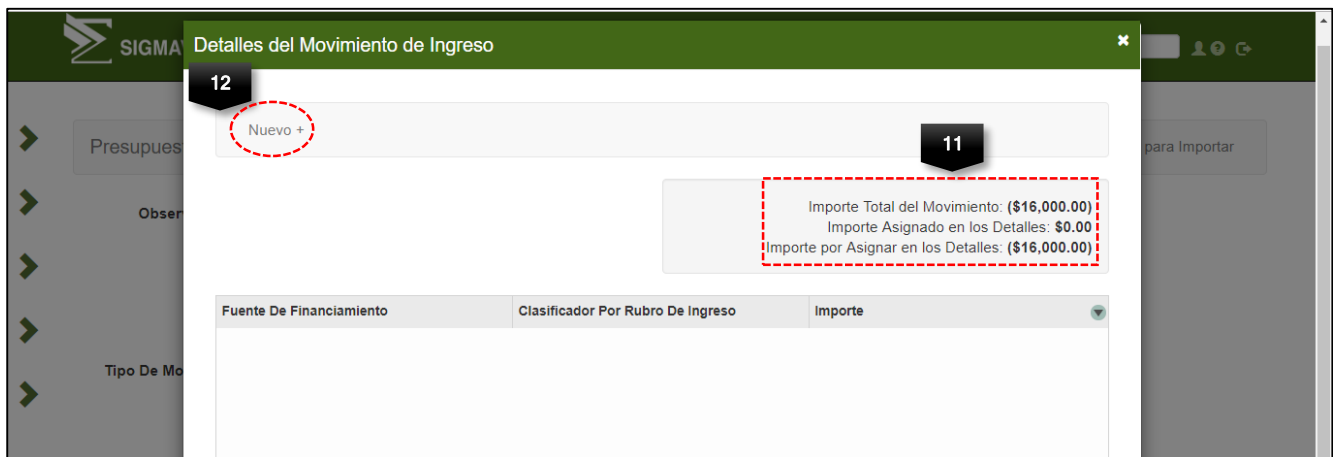 SIGMA
Detalles del Movimiento de Ingreso
12
Nuevo +
11
Presupues
para Importar
Importe Total del Movimiento: ($16,000.00)
Obser
Importe Asignado en los Detalles: $0.00
Importe por Asignar en los Detalles: ($16,000.00)
Fuente De Financiamiento
Clasificador Por Rubro De Ingreso
Importe
Tipo De Mo